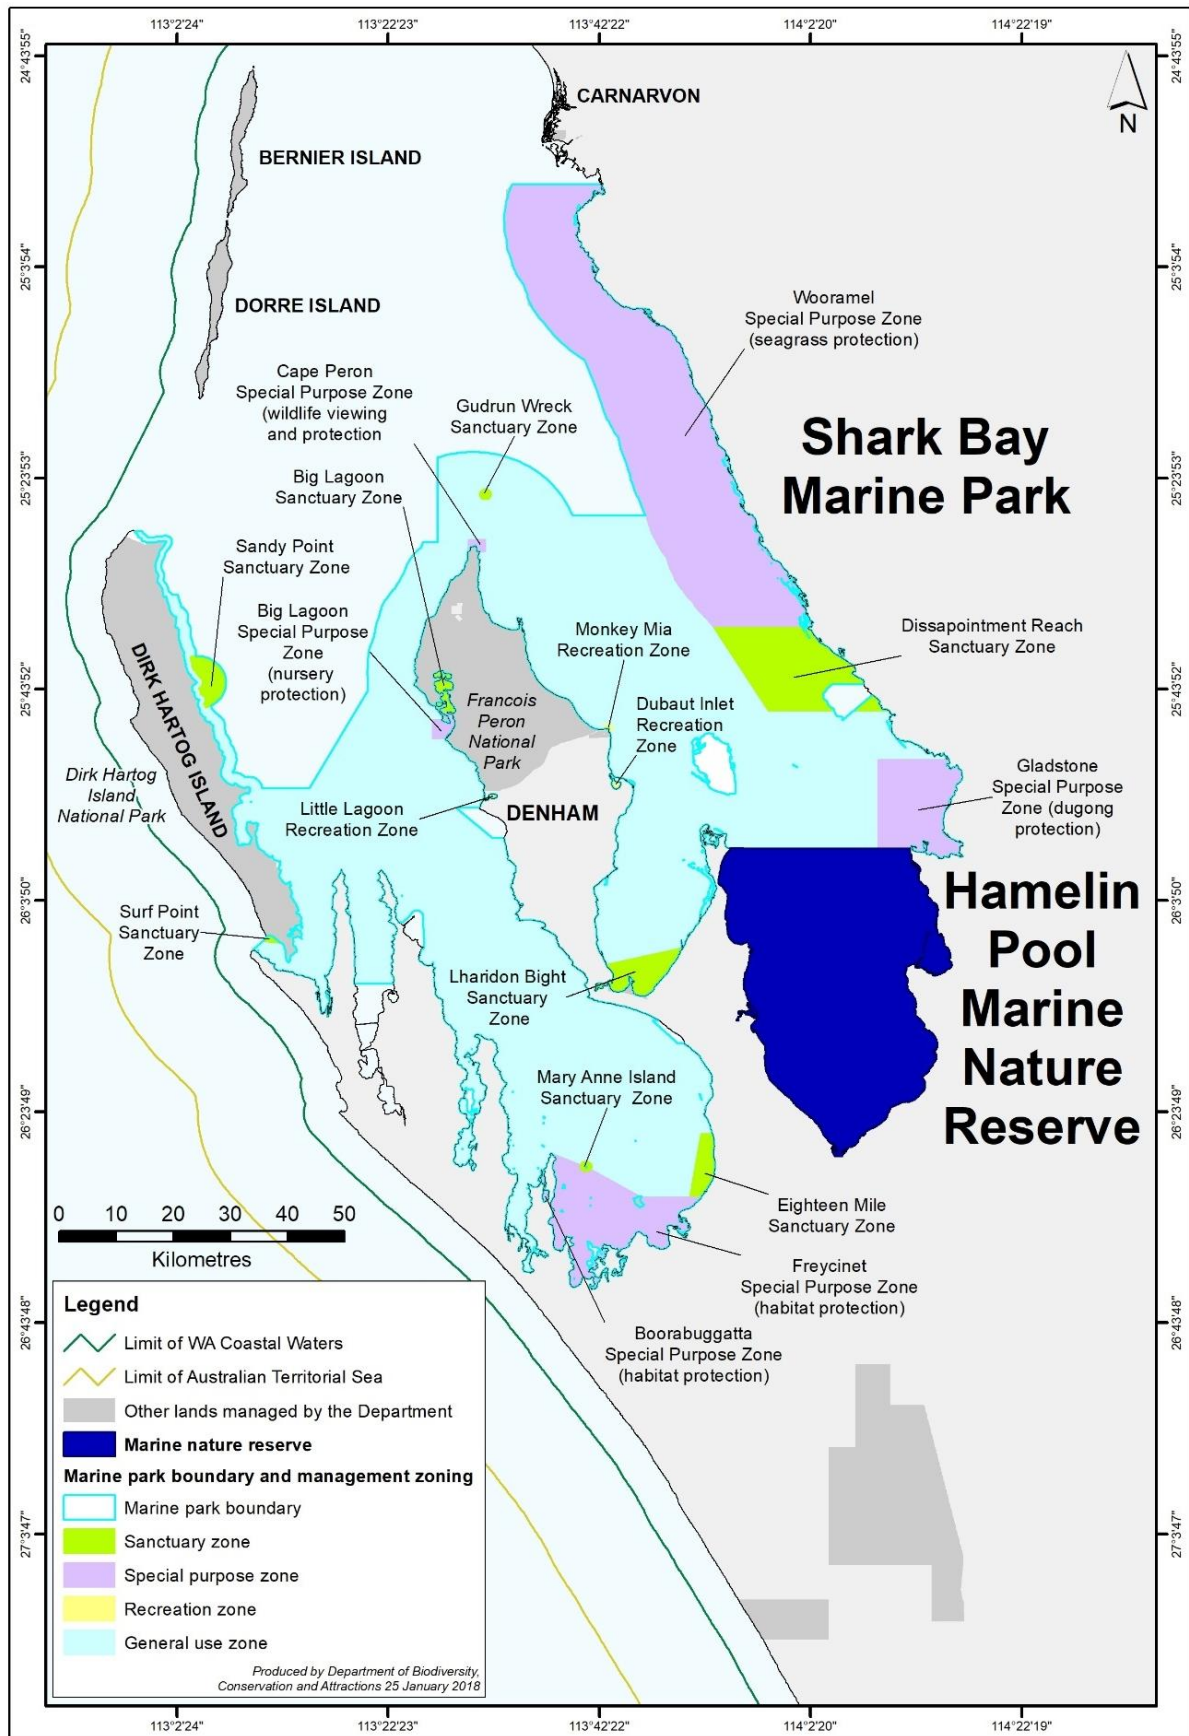 113°2'24"
113°22'23"
113°42'22"
114°2'20"
114°22'19"
24°43'55"
24°43'55"
CARNARVON
N
BERNIER ISLAND
25°3'54"
25°3'54"
DORRE ISLAND
Wooramel
Special Purpose Zone
(seagrass protection)
Cape Peron
Special Purpose Zone
(wildlife viewing
and protection
Gudrun Wreck
Sanctuary Zone
Shark Bay
Marine Park
25°23'53"
25°23'53"
Big Lagoon
Sanctuary Zone
Sandy Point
Sanctuary Zone
Big Lagoon
Special Purpose
Zone
(nursery
protection)
Monkey Mia
Recreation Zone
Dissapointment Reach
Sanctuary Zone
25°43'52"
25°43'52"
DIRK HARTOG ISLAND
Francois
Peron
National
Park
Dubaut Inlet
Recreation
Zone
Dirk Hartog
Island
National Park
Little Lagoon
Recreation Zone
DENHAM
Gladstone
Special Purpose
Zone (dugong
protection)
26°3'50"
26°3'50"
Surf Point
Sanctuary
Zone
Hamelin
Pool
Marine
Nature
Reserve
Lharidon Bight
Sanctuary
Zone
26°23'49"
26°23'49"
Mary Anne Island
Sanctuary Zone
Eighteen Mile
Sanctuary Zone
0 10 20 30 40 50
Kilometres
Freycinet
Special Purpose Zone
(habitat protection)
Boorabuggatta
Special Purpose Zone
(habitat protection)
26°43'48"
26°43'48"
Legend
Limit of WA Coastal Waters
Limit of Australian Territorial Sea
Other lands managed by the Department
Marine nature reserve
Marine park boundary and management zoning
Marine park boundary
Sanctuary zone
Special purpose zone
Recreation zone
General use zone
Produced by Department of Biodiversity,
Conservation and Attractions 25 January 2018
27°3'47"
27°3'47"
113°2'24"
113°22'23"
113°42'22"
114°2'20"
114°22'19"